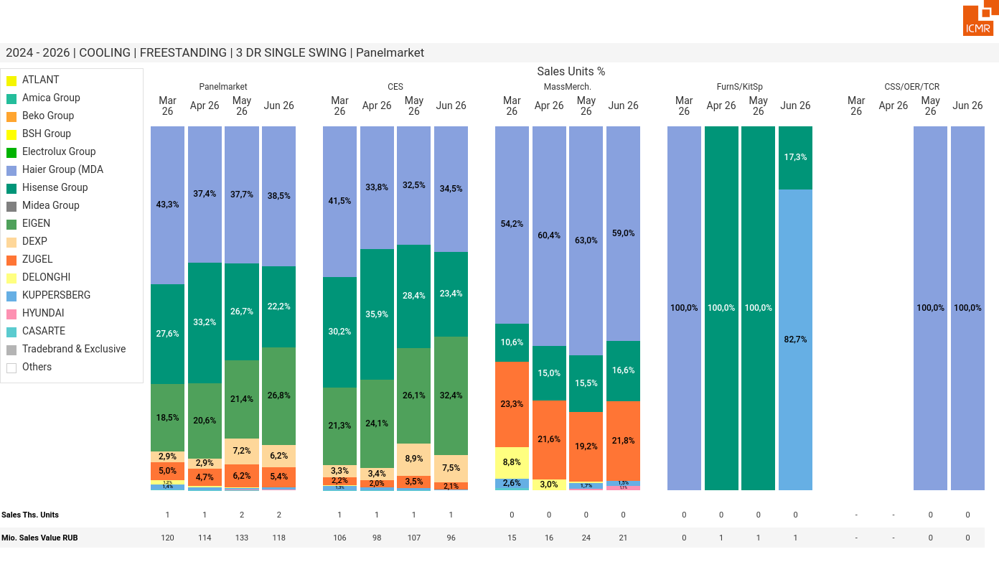 ICMR
2024 - 2026 | COOLING | FREESTANDING | 3 DR SINGLE SWING | Panelmarket
Sales Units %
ATLANT
Amica Group
Beko Group
BSH Group
Electrolux Group
Haier Group (MDA
Hisense Group
Midea Group
EIGEN
DEXP
ZUGEL
DELONGHI
KUPPERSBERG
HYUNDAI
CASARTE
Tradebrand & Exclusive
Others
Panelmarket
Mar 26 Apr 26 May 26 Jun 26
43,3% 37,4% 37,7% 38,5%
27,6% 33,2% 26,7% 22,2%
18,5% 20,6% 21,4% 26,8%
2,9% 2,9% 7,2% 6,2%
5,0% 4,7% 6,2% 5,4%
1,2%
1,4%
CES
Mar 26 Apr 26 May 26 Jun 26
41,5% 33,8% 32,5% 34,5%
30,2% 35,9% 28,4% 23,4%
21,3% 24,1% 26,1% 32,4%
3,3% 3,4% 8,9% 7,5%
2,2% 2,0% 3,5% 2,1%
1,3%
MassMerch.
Mar 26 Apr 26 May 26 Jun 26
54,2% 60,4% 63,0% 59,0%
10,6% 15,0% 15,5% 16,6%
23,3% 21,6% 19,2% 21,8%
8,8% 3,0%
2,6% 1,7% 1,5%
1,1%
FurnS/KitSp
Mar 26 Apr 26 May 26 Jun 26
100,0% 100,0% 100,0% 17,3%
82,7%
CSS/OER/TCR
Mar 26 Apr 26 May 26 Jun 26
100,0% 100,0%
Sales Ths. Units 1 1 2 2 1 1 1 1 0 0 0 0 0 0 0 0 - - 0 0
Mio. Sales Value RUB 120 114 133 118 106 98 107 96 15 16 24 21 0 1 1 1 - - 0 0